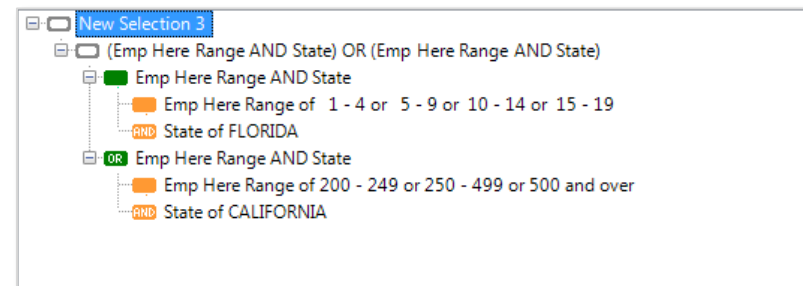 New Selection 3
(Emp Here Range AND State) OR (Emp Here Range AND State)
Emp Here Range AND State
Emp Here Range of 1 - 4 or 5 - 9 or 10 - 14 or 15 - 19
AND State of FLORIDA
OR Emp Here Range AND State
Emp Here Range of 200 - 249 or 250 - 499 or 500 and over
AND State of CALIFORNIA